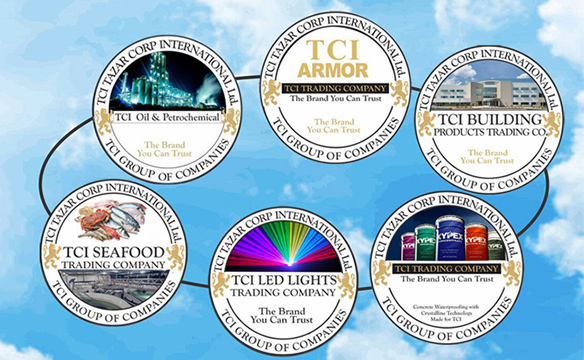 TCI TAZAR CORP INTERNATIONAL Ltd.
TCI Oil & Petrochemical
The Brand
You Can Trust
TCI GROUP OF COMPANIES
TCI TAZAR CORP INTERNATIONAL Ltd.
TCI
ARMOR
TCI TRADING COMPANY
The Brand You Can Trust
The Brand
You Can Trust
TCI GROUP OF COMPANIES
TCI TAZAR CORP INTERNATIONAL Ltd.
TCI BUILDING
PRODUCTS TRADING CO.
The Brand
You Can Trust
TCI GROUP OF COMPANIES
TCI TAZAR CORP INTERNATIONAL Ltd.
TCI SEAFOOD
TRADING COMPANY
TCI GROUP OF COMPANIES
TCI TAZAR CORP INTERNATIONAL Ltd.
TCI LED LIGHTS
TRADING COMPANY
The Brand
You Can Trust
TCI GROUP OF COMPANIES
TCI TAZAR CORP INTERNATIONAL Ltd.
XYPEX
XYPEX
XYPEX
XYPEX
XYPEX
TCI TRADING COMPANY
The Brand You Can Trust
Concrete Waterproofing with
Crystalline Technology
Made for TCI
TCI GROUP OF COMPANIES